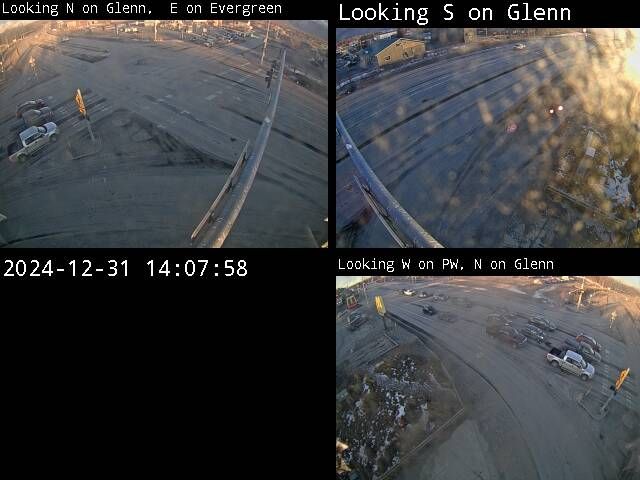 Looking N on Glenn, E on Evergreen
Looking S on Glenn
2024-12-31 14:07:58
Looking W on PW, N on Glenn